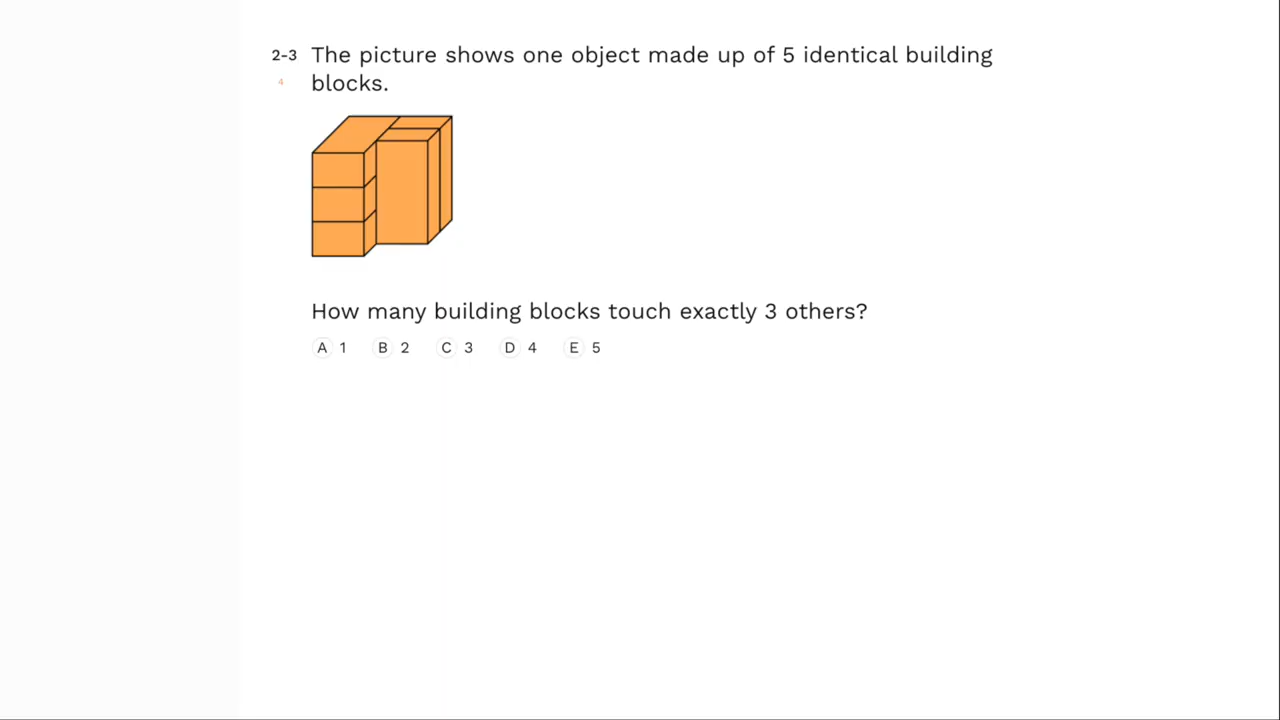 2-3 The picture shows one object made up of 5 identical building
4 blocks.
How many building blocks touch exactly 3 others?
A 1 B 2 C 3 D 4 E 5